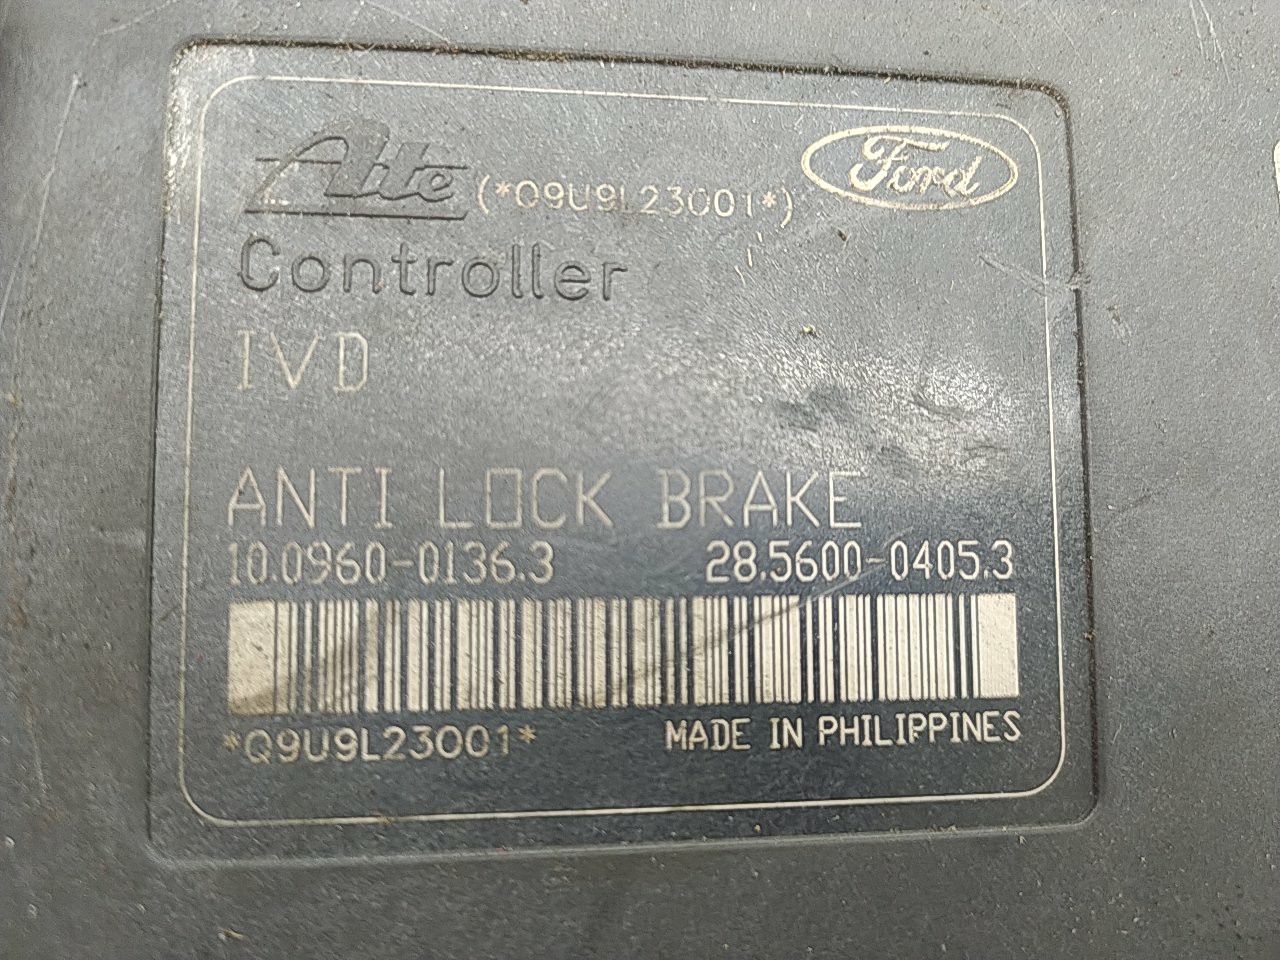 Ate (*Q9U9L23001*) Ford
Controller
IVD
ANTI LOCK BRAKE
10.0960-0136.3 28.5600-0405.3
*Q9U9L23001* MADE IN PHILIPPINES